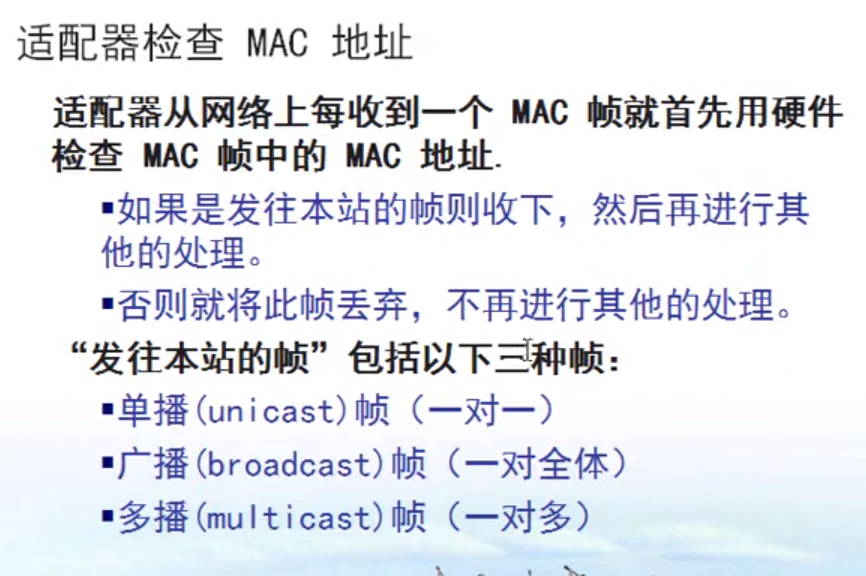 适配器检查 MAC 地址
适配器从网络上每收到一个 MAC 帧就首先用硬件
检查 MAC 帧中的 MAC 地址.
▪如果是发往本站的帧则收下，然后再进行其
他的处理。
▪否则就将此帧丢弃，不再进行其他的处理。
“发往本站的帧”包括以下三种帧：
▪单播(unicast)帧（一对一）
▪广播(broadcast)帧（一对全体）
▪多播(multicast)帧（一对多）